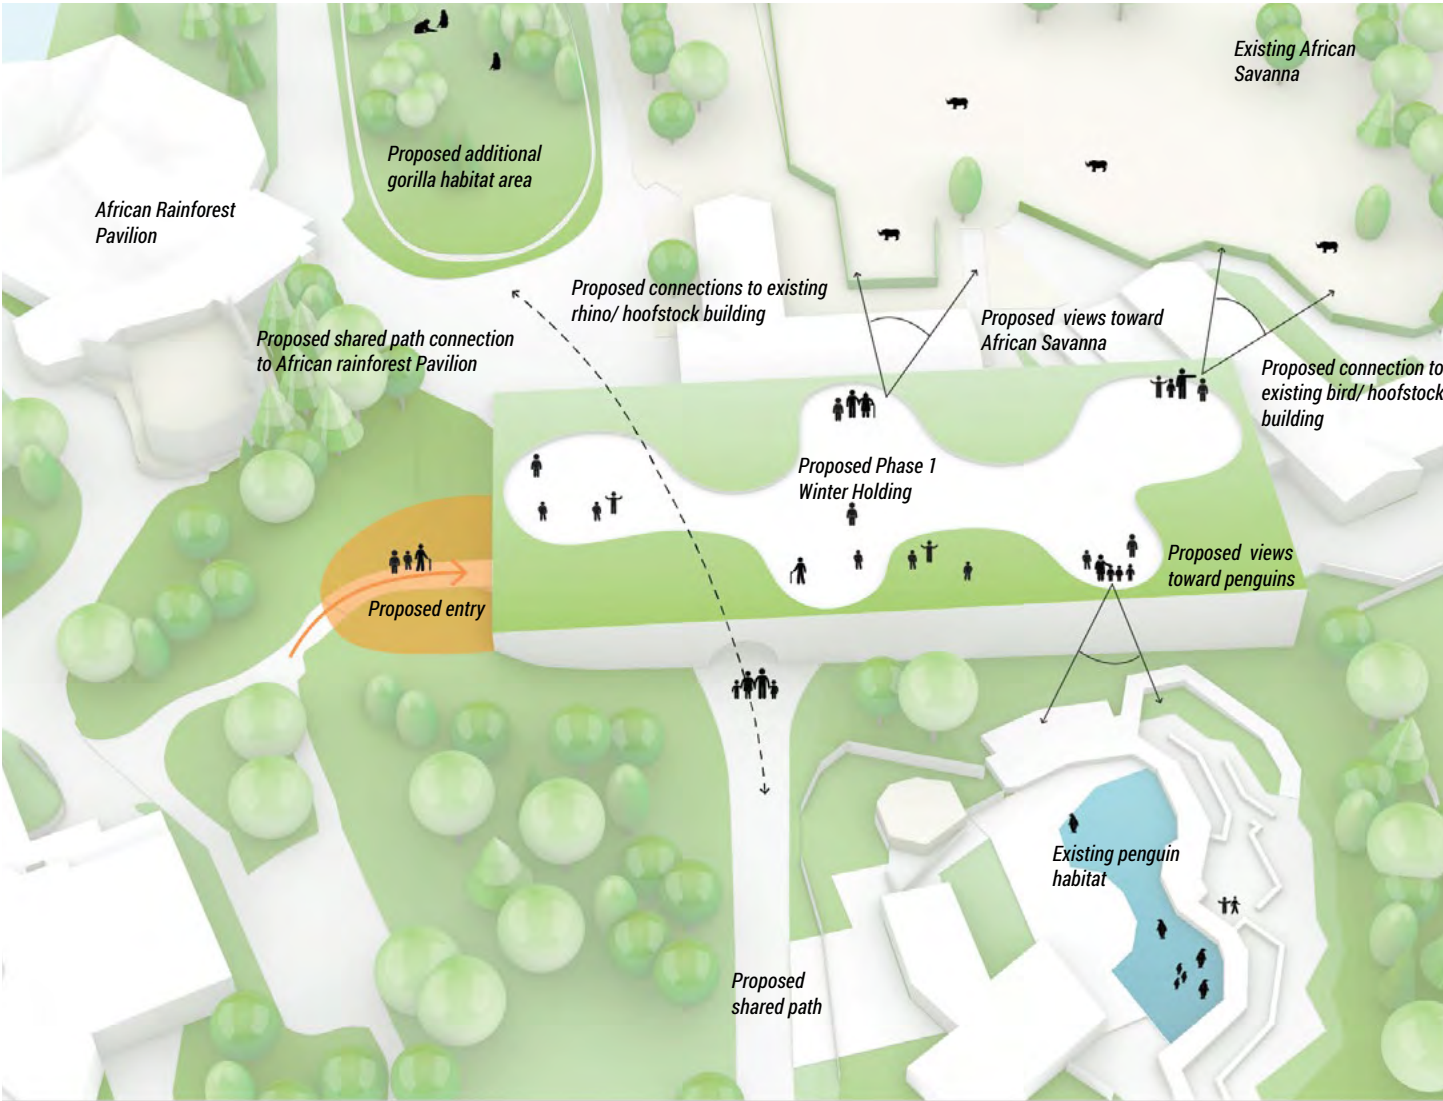 Existing African
Savanna
Proposed additional
gorilla habitat area
African Rainforest
Pavilion
Proposed connections to existing
rhino/ hoofstock building
Proposed views toward
African Savanna
Proposed shared path connection
to African rainforest Pavilion
Proposed connection to
existing bird/ hoofstock
building
Proposed Phase 1
Winter Holding
Proposed views
toward penguins
Proposed entry
Existing penguin
habitat
Proposed
shared path